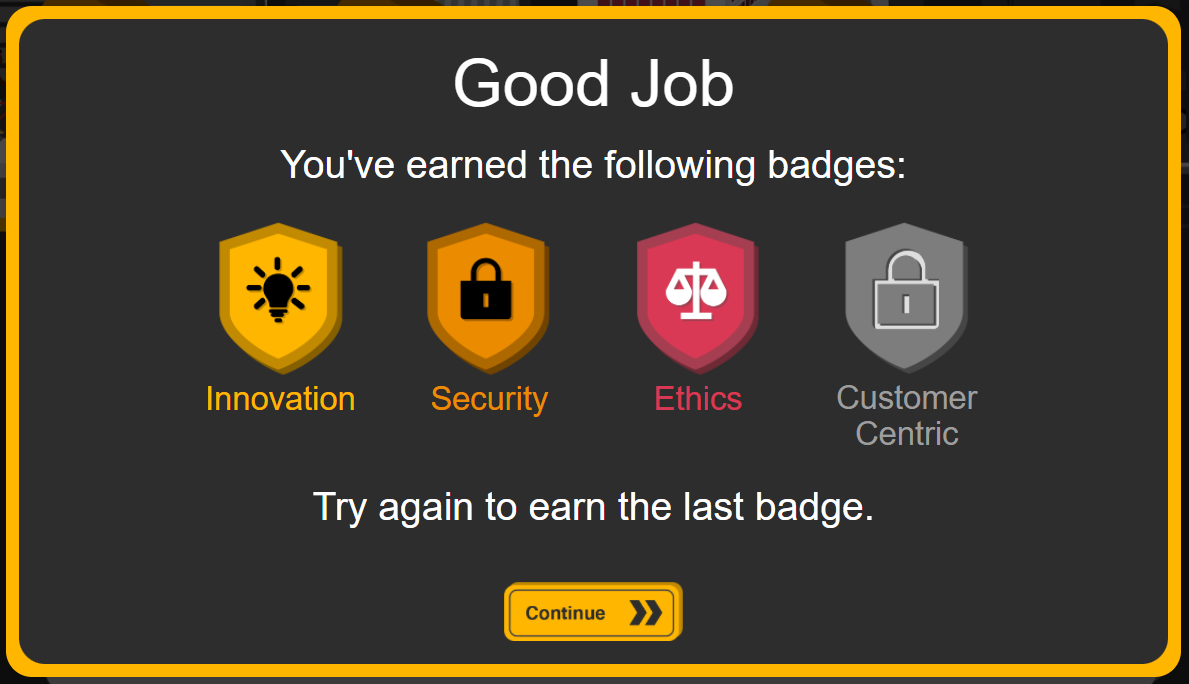 Good Job
You've earned the following badges:
Innovation
Security
Ethics
Customer
Centric
Try again to earn the last badge.
Continue